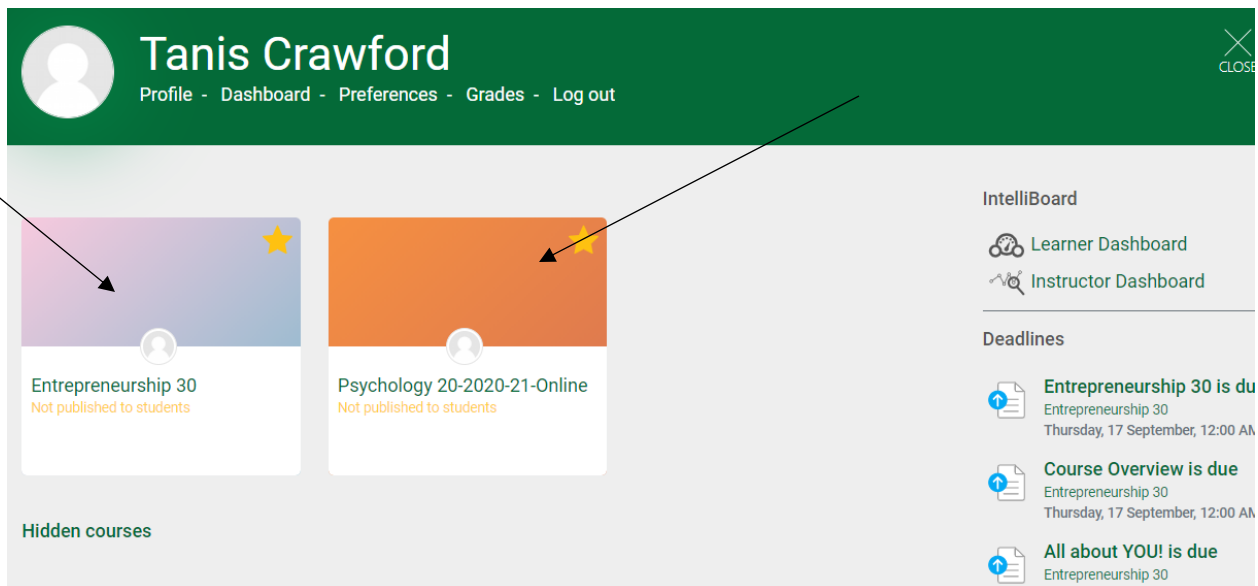 Tanis Crawford
CLOSE
Profile - Dashboard - Preferences - Grades - Log out
Entrepreneurship 30
Not published to students
Psychology 20-2020-21-Online
Not published to students
Hidden courses
IntelliBoard
Learner Dashboard
Instructor Dashboard
Deadlines
Entrepreneurship 30 is du
Entrepreneurship 30
Thursday, 17 September, 12:00 AM
Course Overview is due
Entrepreneurship 30
Thursday, 17 September, 12:00 AM
All about YOU! is due
Entrepreneurship 30